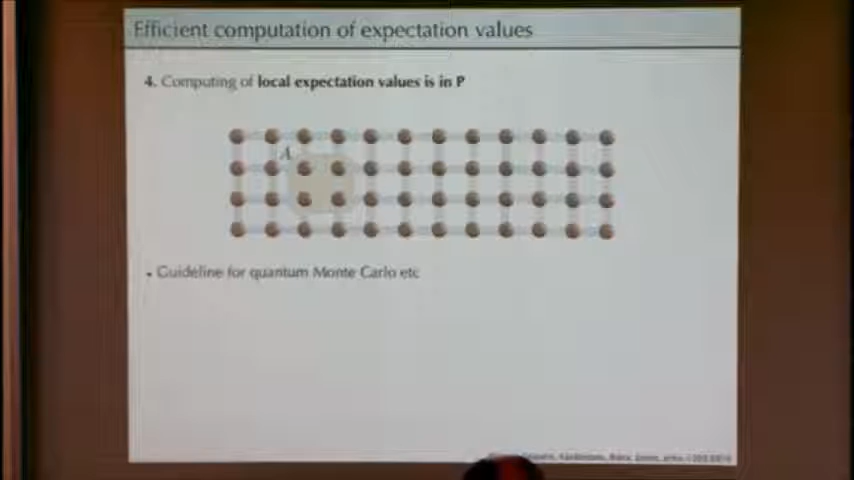 Efficient computation of expectation values
4. Computing of local expectation values is in P
A
• Guideline for quantum Monte Carlo etc